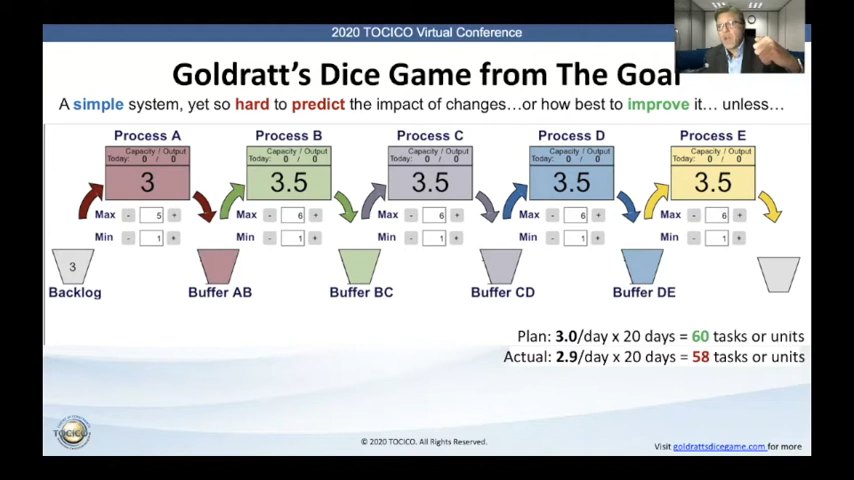 2020 TOCICO Virtual Conference
Goldratt's Dice Game from The Goal
A simple system, yet so hard to predict the impact of changes…or how best to improve it… unless…
Process A Process B Process C Process D Process E
Capacity / Output Capacity / Output Capacity / Output Capacity / Output Capacity / Output
Today: 0 / 0 Today: 0 / 0 Today: 0 / 0 Today: 0 / 0 Today: 0 / 0
3 3.5 3.5 3.5 3.5
Max - 5 + Max - 6 + Max - 6 + Max - 6 + Max - 6 +
Min - 1 + Min - 1 + Min - 1 + Min - 1 + Min - 1 +
3
Backlog Buffer AB Buffer BC Buffer CD Buffer DE
Plan: 3.0/day x 20 days = 60 tasks or units
Actual: 2.9/day x 20 days = 58 tasks or units
TOCICO
© 2020 TOCICO. All Rights Reserved.
Visit goldrattsdicegame.com for more